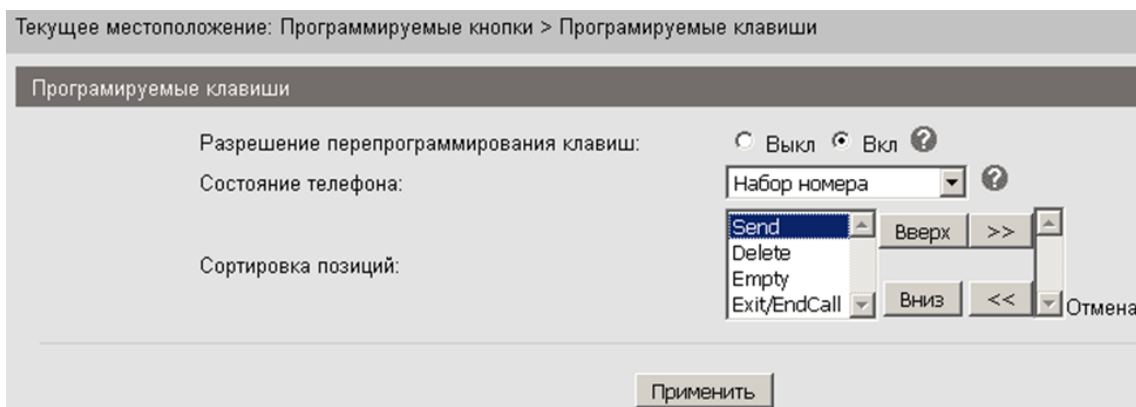 Текущее местоположение: Программируемые кнопки > Програмируемые клавиши
Програмируемые клавиши
Разрешение перепрограммирования клавиш: Выкл Вкл ?
Состояние телефона: Набор номера ?
Сортировка позиций:
Send
Delete
Empty
Exit/EndCall
Вверх >>
Вниз <<
Отмена
Применить